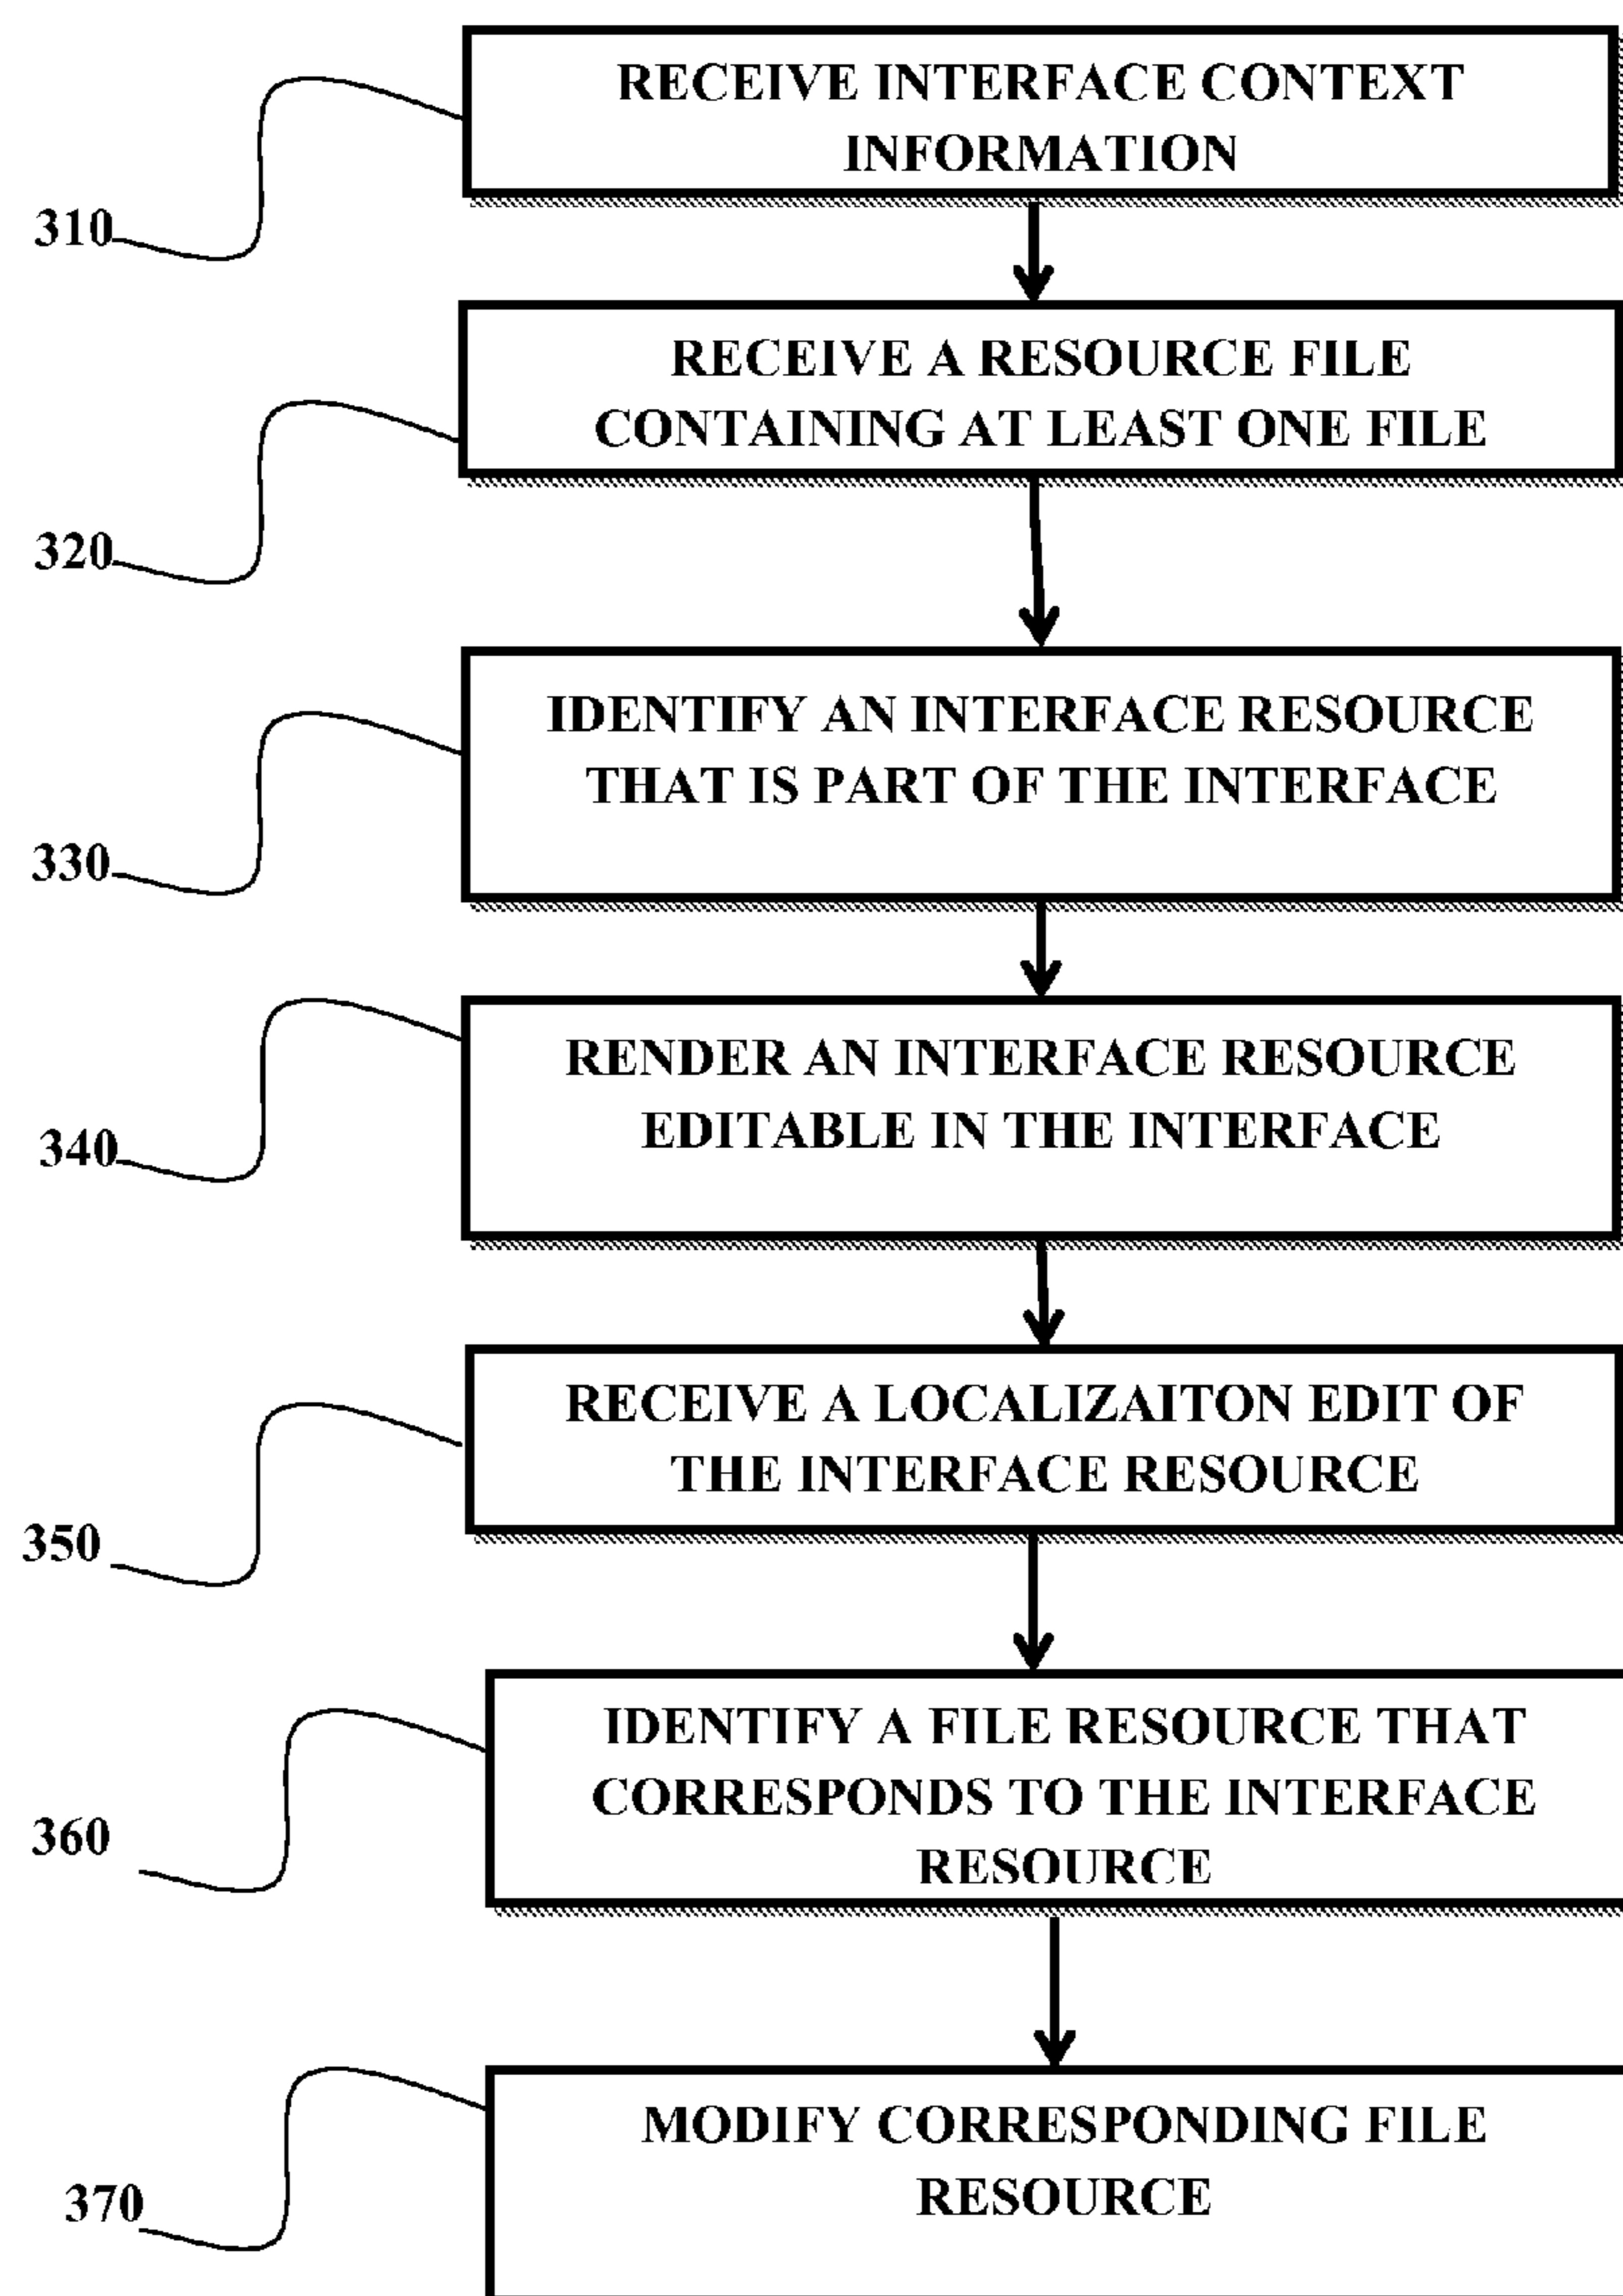 RECEIVE INTERFACE CONTEXT
INFORMATION
310
RECEIVE A RESOURCE FILE
CONTAINING AT LEAST ONE FILE
320
IDENTIFY AN INTERFACE RESOURCE
THAT IS PART OF THE INTERFACE
330
RENDER AN INTERFACE RESOURCE
EDITABLE IN THE INTERFACE
340
RECEIVE A LOCALIZAITON EDIT OF
THE INTERFACE RESOURCE
350
IDENTIFY A FILE RESOURCE THAT
CORRESPONDS TO THE INTERFACE
RESOURCE
360
MODIFY CORRESPONDING FILE
RESOURCE
370